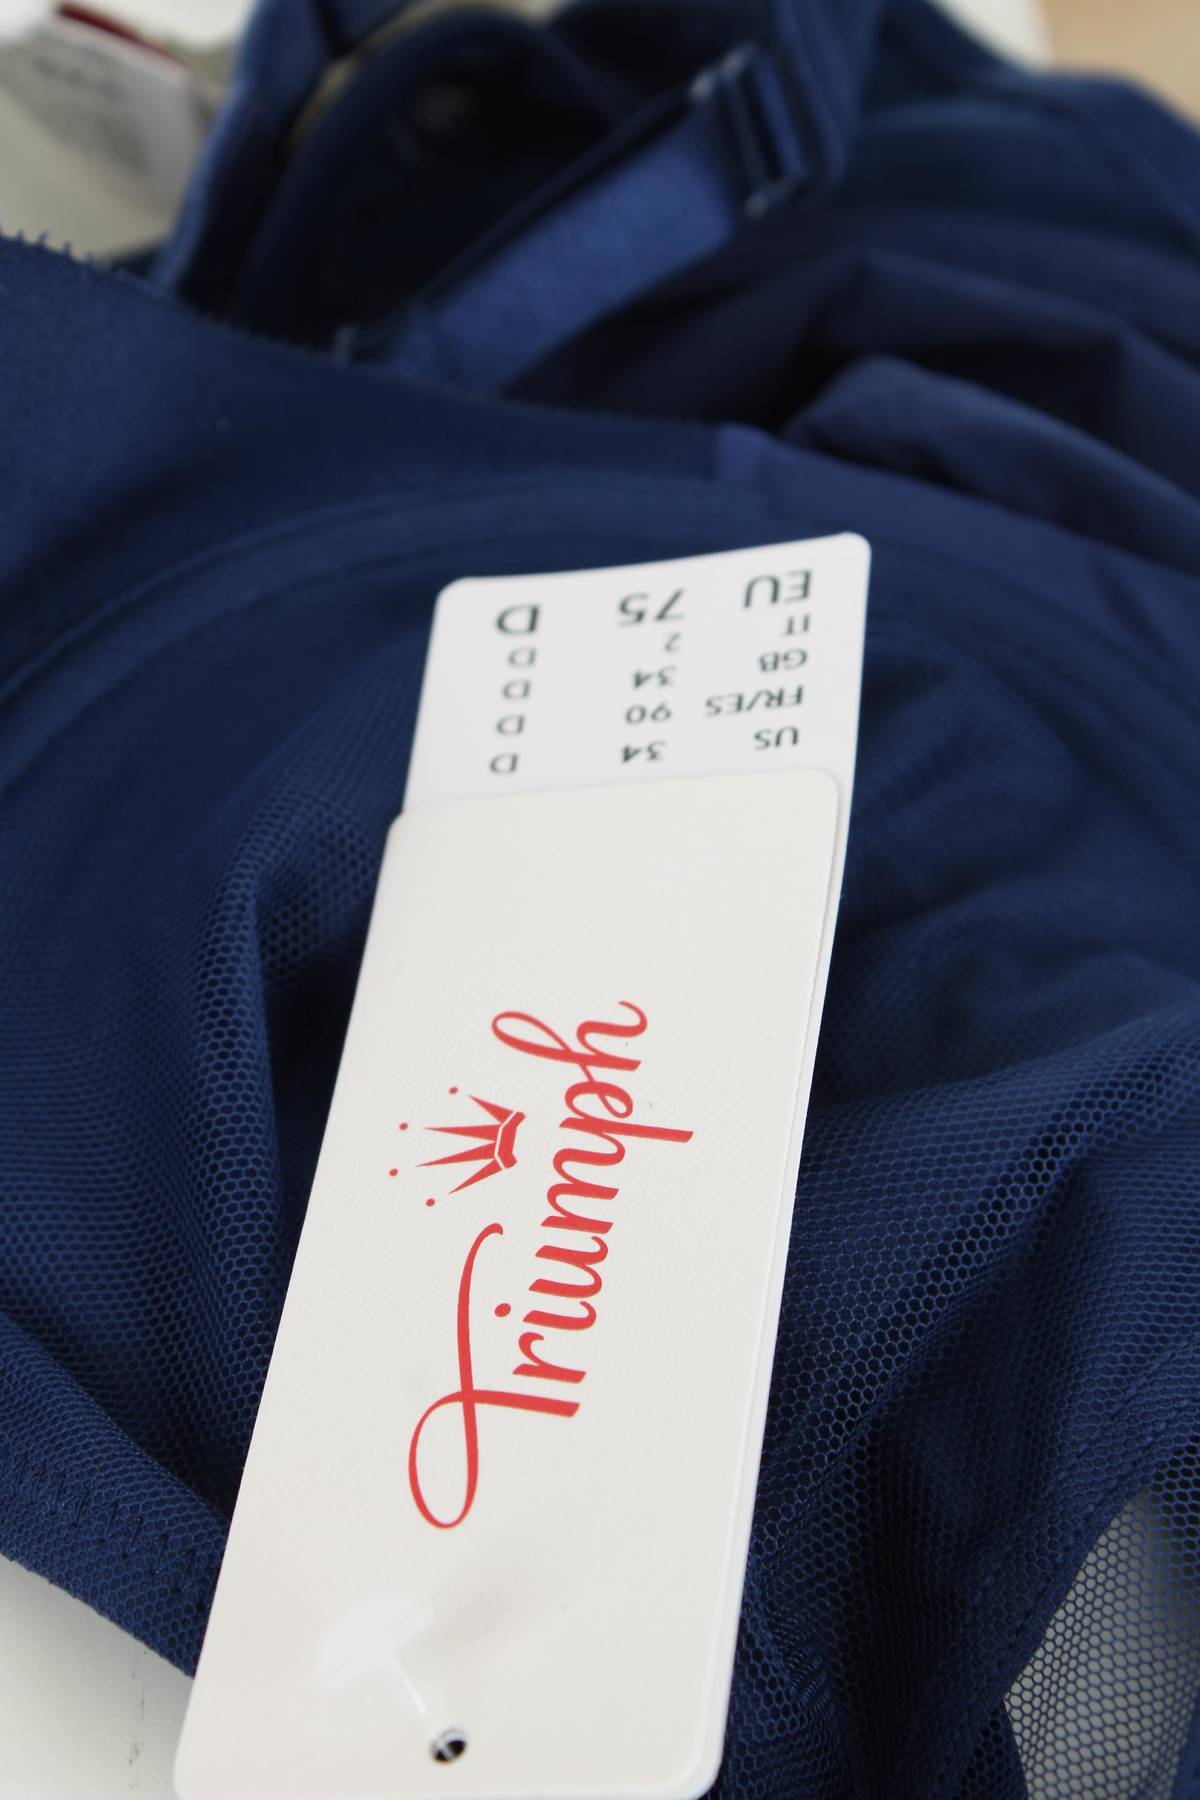 EU 75 D
IT 2 D
GB 34 D
FR/ES 90 D
US 34 D
Triumph